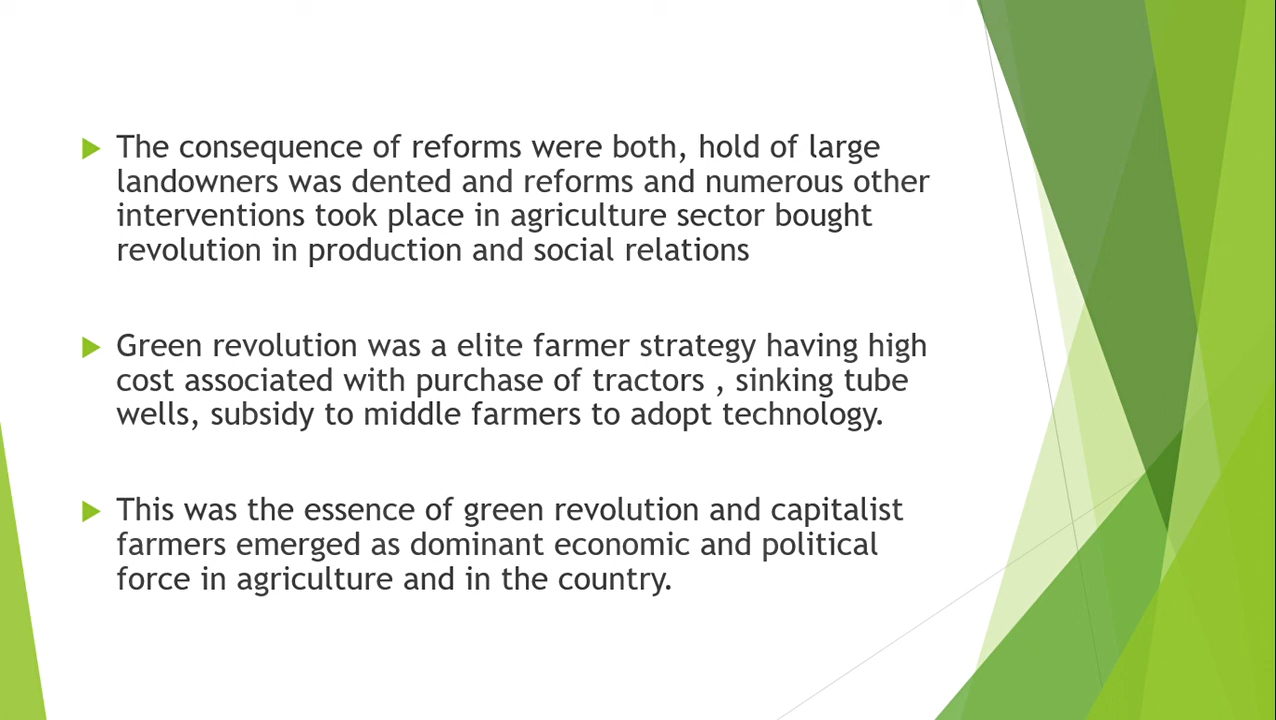 The consequence of reforms were both, hold of large
landowners was dented and reforms and numerous other
interventions took place in agriculture sector bought
revolution in production and social relations
Green revolution was a elite farmer strategy having high
cost associated with purchase of tractors , sinking tube
wells, subsidy to middle farmers to adopt technology.
This was the essence of green revolution and capitalist
farmers emerged as dominant economic and political
force in agriculture and in the country.